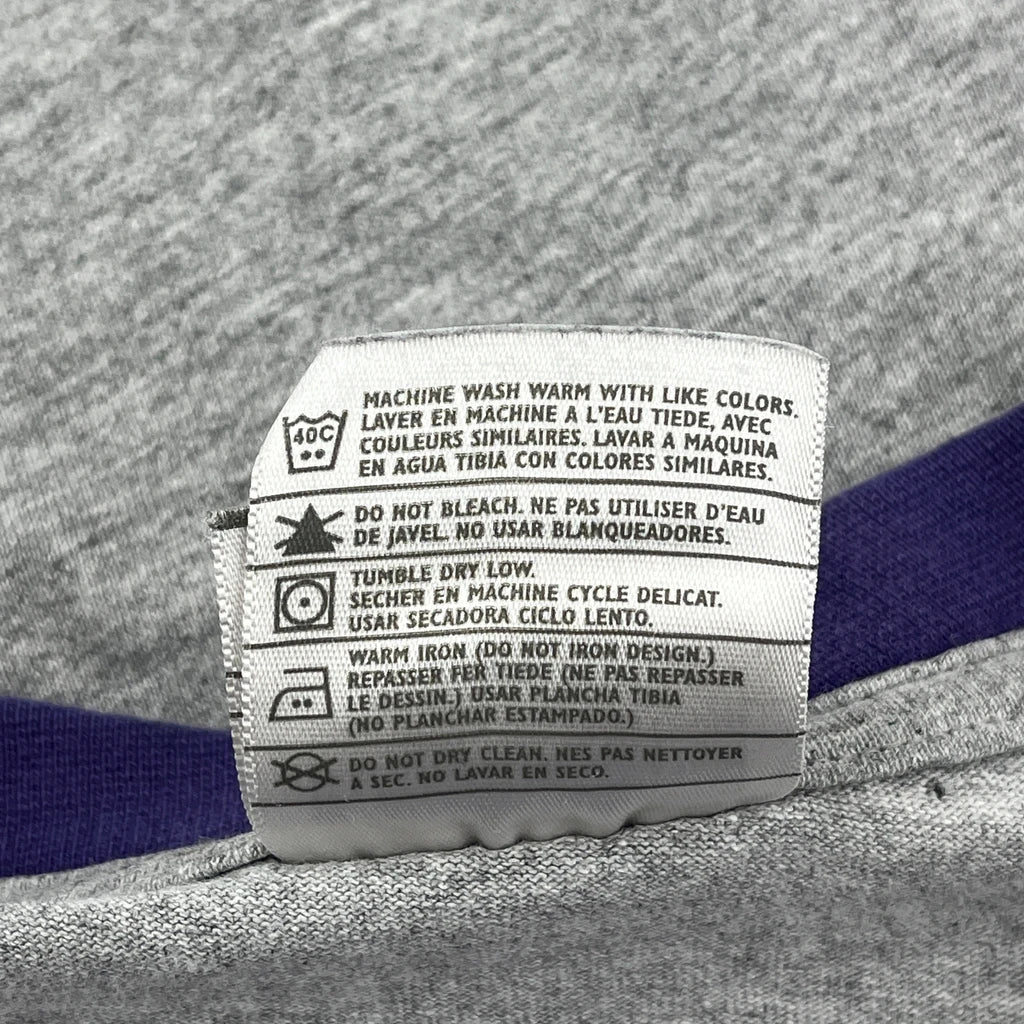 MACHINE WASH WARM WITH LIKE COLORS.
LAVER EN MACHINE A L'EAU TIEDE, AVEC
40C
COULEURS SIMILAIRES. LAVAR A MAQUINA
EN AGUA TIBIA CON COLORES SIMILARES.
DO NOT BLEACH. NE PAS UTILISER D'EAU
DE JAVEL. NO USAR BLANQUEADORES.
TUMBLE DRY LOW.
SECHER EN MACHINE CYCLE DELICAT.
USAR SECADORA CICLO LENTO.
WARM IRON (DO NOT IRON DESIGN.)
REPASSER FER TIEDE (NE PAS REPASSER
LE DESSIN.) USAR PLANCHA TIBIA
(NO PLANCHAR ESTAMPADO.)
DO NOT DRY CLEAN. NES PAS NETTOYER
A SEC. NO LAVAR EN SECO.